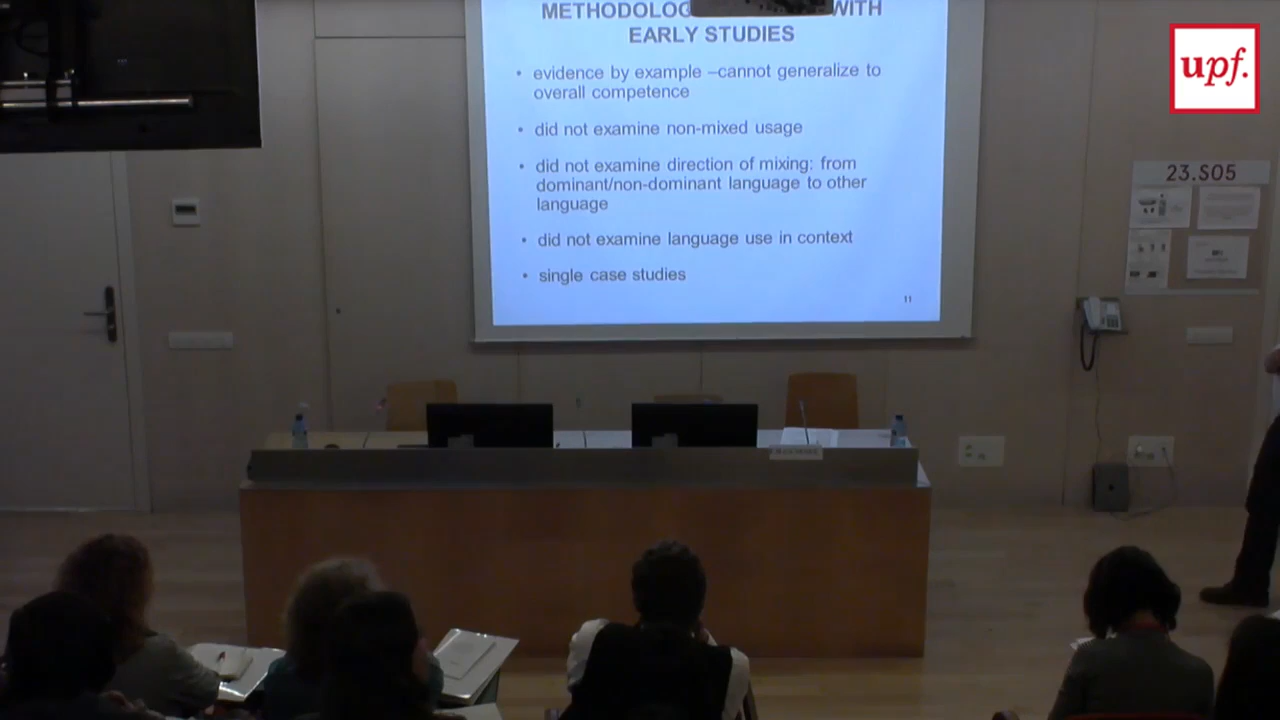 METHODOLOG WITH
EARLY STUDIES
• evidence by example –cannot generalize to
overall competence
• did not examine non-mixed usage
• did not examine direction of mixing: from
dominant/non-dominant language to other
language
• did not examine language use in context
• single case studies
11
upf.
23.S05